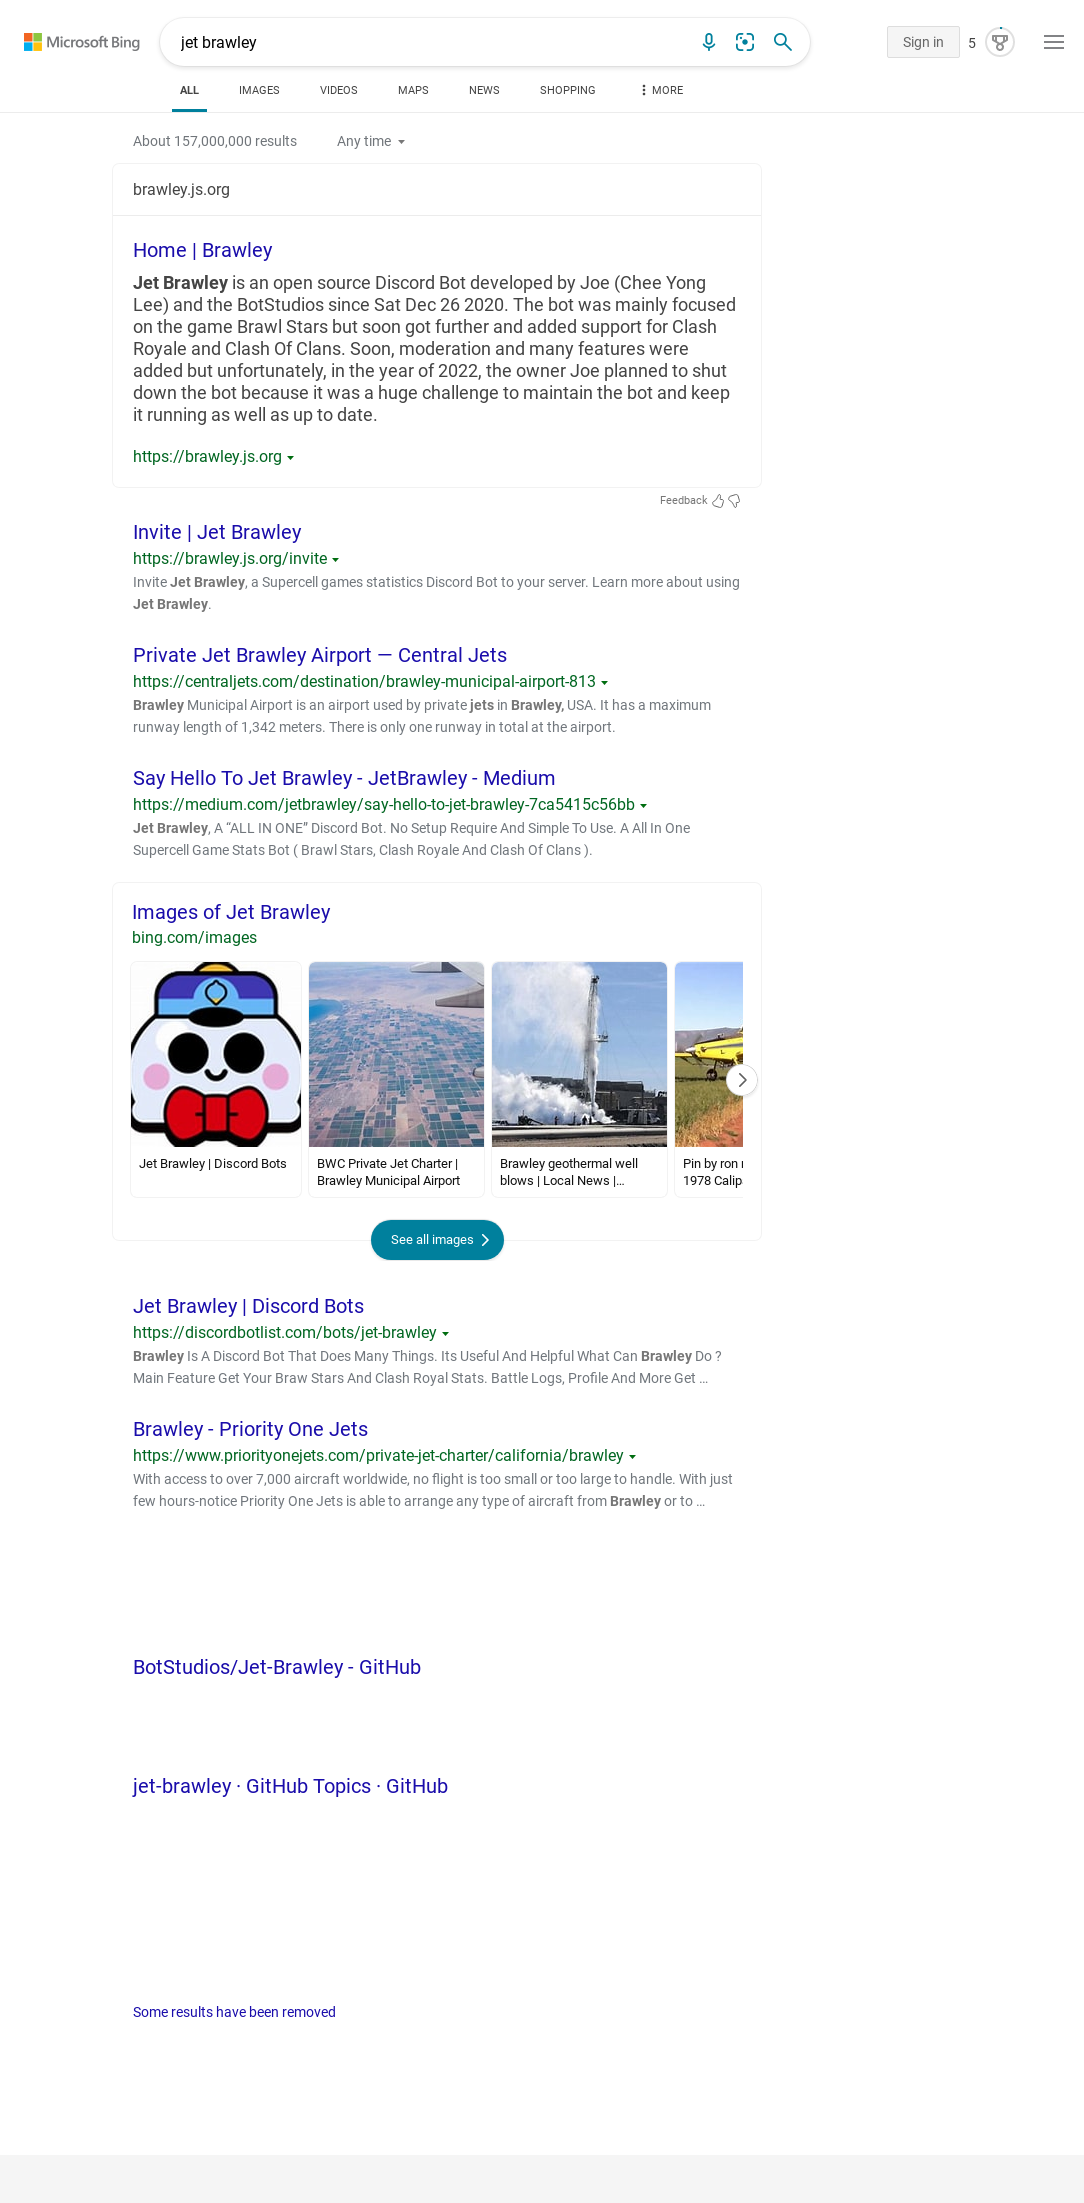 Microsoft Bing
jet brawley
Sign in
5
ALL
IMAGES
VIDEOS
MAPS
NEWS
SHOPPING
MORE
About 157,000,000 results
Any time
brawley.js.org
Home | Brawley
Jet Brawley is an open source Discord Bot developed by Joe (Chee Yong
Lee) and the BotStudios since Sat Dec 26 2020. The bot was mainly focused
on the game Brawl Stars but soon got further and added support for Clash
Royale and Clash Of Clans. Soon, moderation and many features were
added but unfortunately, in the year of 2022, the owner Joe planned to shut
down the bot because it was a huge challenge to maintain the bot and keep
it running as well as up to date.
https://brawley.js.org
Feedback
Invite | Jet Brawley
https://brawley.js.org/invite
Invite Jet Brawley, a Supercell games statistics Discord Bot to your server. Learn more about using
Jet Brawley.
Private Jet Brawley Airport — Central Jets
https://centraljets.com/destination/brawley-municipal-airport-813
Brawley Municipal Airport is an airport used by private jets in Brawley, USA. It has a maximum
runway length of 1,342 meters. There is only one runway in total at the airport.
Say Hello To Jet Brawley - JetBrawley - Medium
https://medium.com/jetbrawley/say-hello-to-jet-brawley-7ca5415c56bb
Jet Brawley, A “ALL IN ONE” Discord Bot. No Setup Require And Simple To Use. A All In One
Supercell Game Stats Bot ( Brawl Stars, Clash Royale And Clash Of Clans ).
Images of Jet Brawley
bing.com/images
Jet Brawley | Discord Bots
BWC Private Jet Charter |
Brawley Municipal Airport
Brawley geothermal well
blows | Local News |…
Pin by ron
1978 Calip
See all images
Jet Brawley | Discord Bots
https://discordbotlist.com/bots/jet-brawley
Brawley Is A Discord Bot That Does Many Things. Its Useful And Helpful What Can Brawley Do ?
Main Feature Get Your Braw Stars And Clash Royal Stats. Battle Logs, Profile And More Get …
Brawley - Priority One Jets
https://www.priorityonejets.com/private-jet-charter/california/brawley
With access to over 7,000 aircraft worldwide, no flight is too small or too large to handle. With just
few hours-notice Priority One Jets is able to arrange any type of aircraft from Brawley or to …
BotStudios/Jet-Brawley - GitHub
jet-brawley · GitHub Topics · GitHub
Some results have been removed